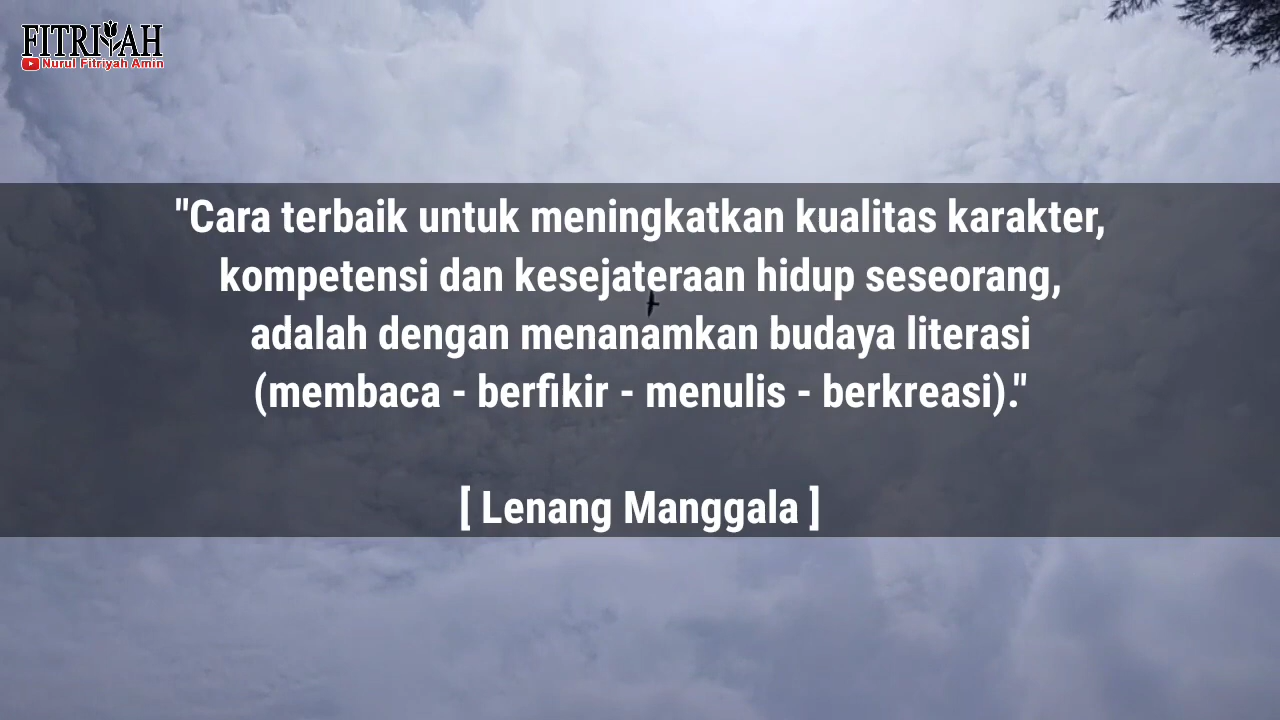 FITRIYAH
Nurul Fitriyah Amin
"Cara terbaik untuk meningkatkan kualitas karakter,
kompetensi dan kesejateraan hidup seseorang,
adalah dengan menanamkan budaya literasi
(membaca - berfikir - menulis - berkreasi)."
[ Lenang Manggala ]